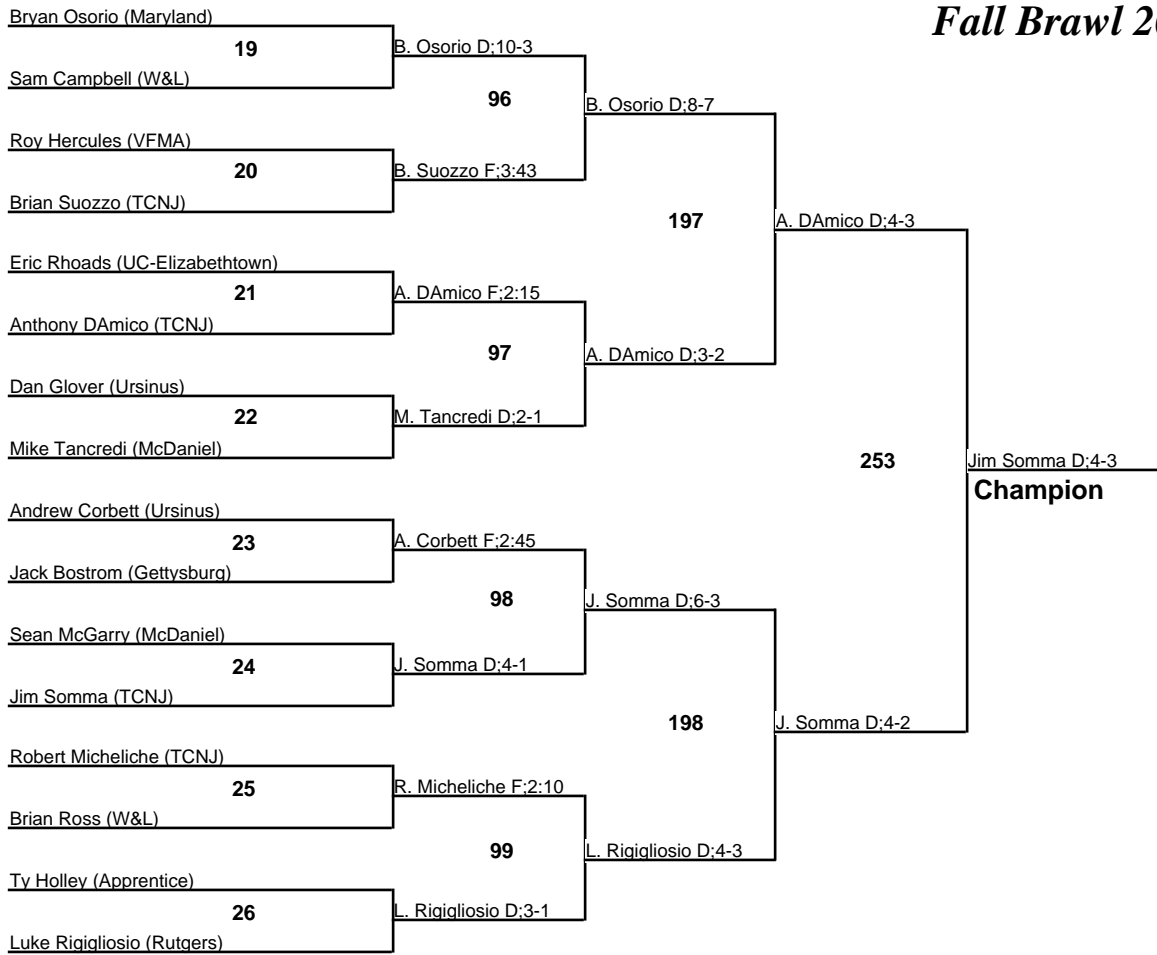 Fall Brawl 20
Bryan Osorio (Maryland)
19
Sam Campbell (W&L)
B. Osorio D;10-3
96
Roy Hercules (VFMA)
20
Brian Suozzo (TCNJ)
B. Suozzo F;3:43
B. Osorio D;8-7
197
Eric Rhoads (UC-Elizabethtown)
21
Anthony DAmico (TCNJ)
A. DAmico F;2:15
97
Dan Glover (Ursinus)
22
Mike Tancredi (McDaniel)
M. Tancredi D;2-1
A. DAmico D;3-2
A. DAmico D;4-3
253
Jim Somma D;4-3
Champion
Andrew Corbett (Ursinus)
23
Jack Bostrom (Gettysburg)
A. Corbett F;2:45
98
Sean McGarry (McDaniel)
24
Jim Somma (TCNJ)
J. Somma D;4-1
J. Somma D;6-3
198
J. Somma D;4-2
Robert Micheliche (TCNJ)
25
Brian Ross (W&L)
R. Micheliche F;2:10
99
Ty Holley (Apprentice)
26
Luke Rigigliosio (Rutgers)
L. Rigigliosio D;3-1
L. Rigigliosio D;4-3